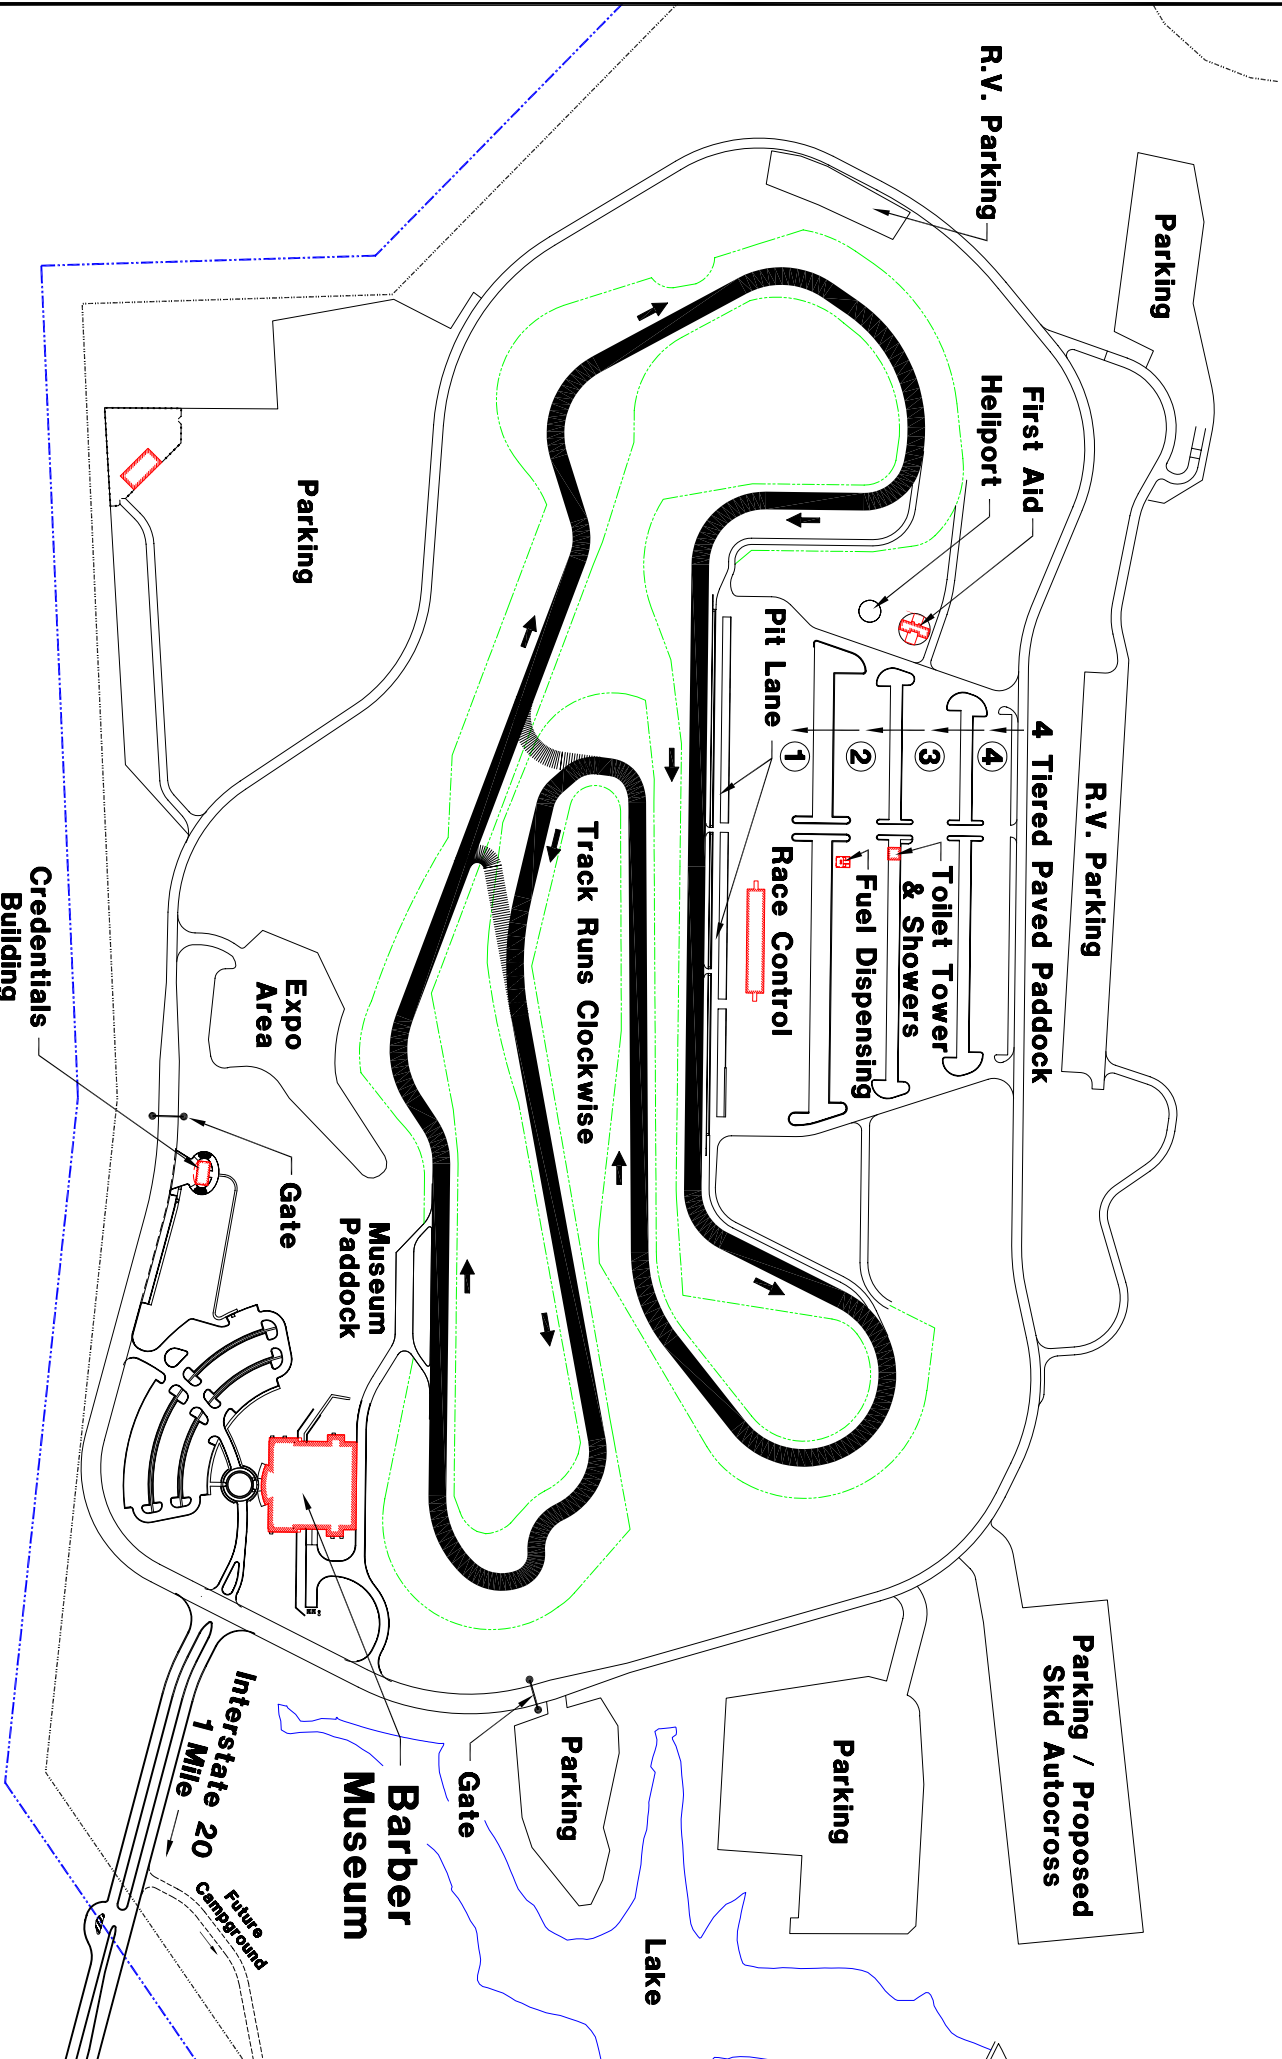 R.V. Parking
Parking
First Aid
Heliport
Parking
4 Tiered Paved Padddock
R.V. Parking
Pit Lane
1
2
3
4
Race Control
Fuel Dispensing
Toilet Tower
& Showers
Track Runs Clockwise
Expo
Area
Credentials
Building
Gate
Museum
Paddock
Parking / Proposed
Skid Autocross
Parking
Parking
Gate
Barber
Museum
Interstate 20
1 Mile
Future
Campground
Lake